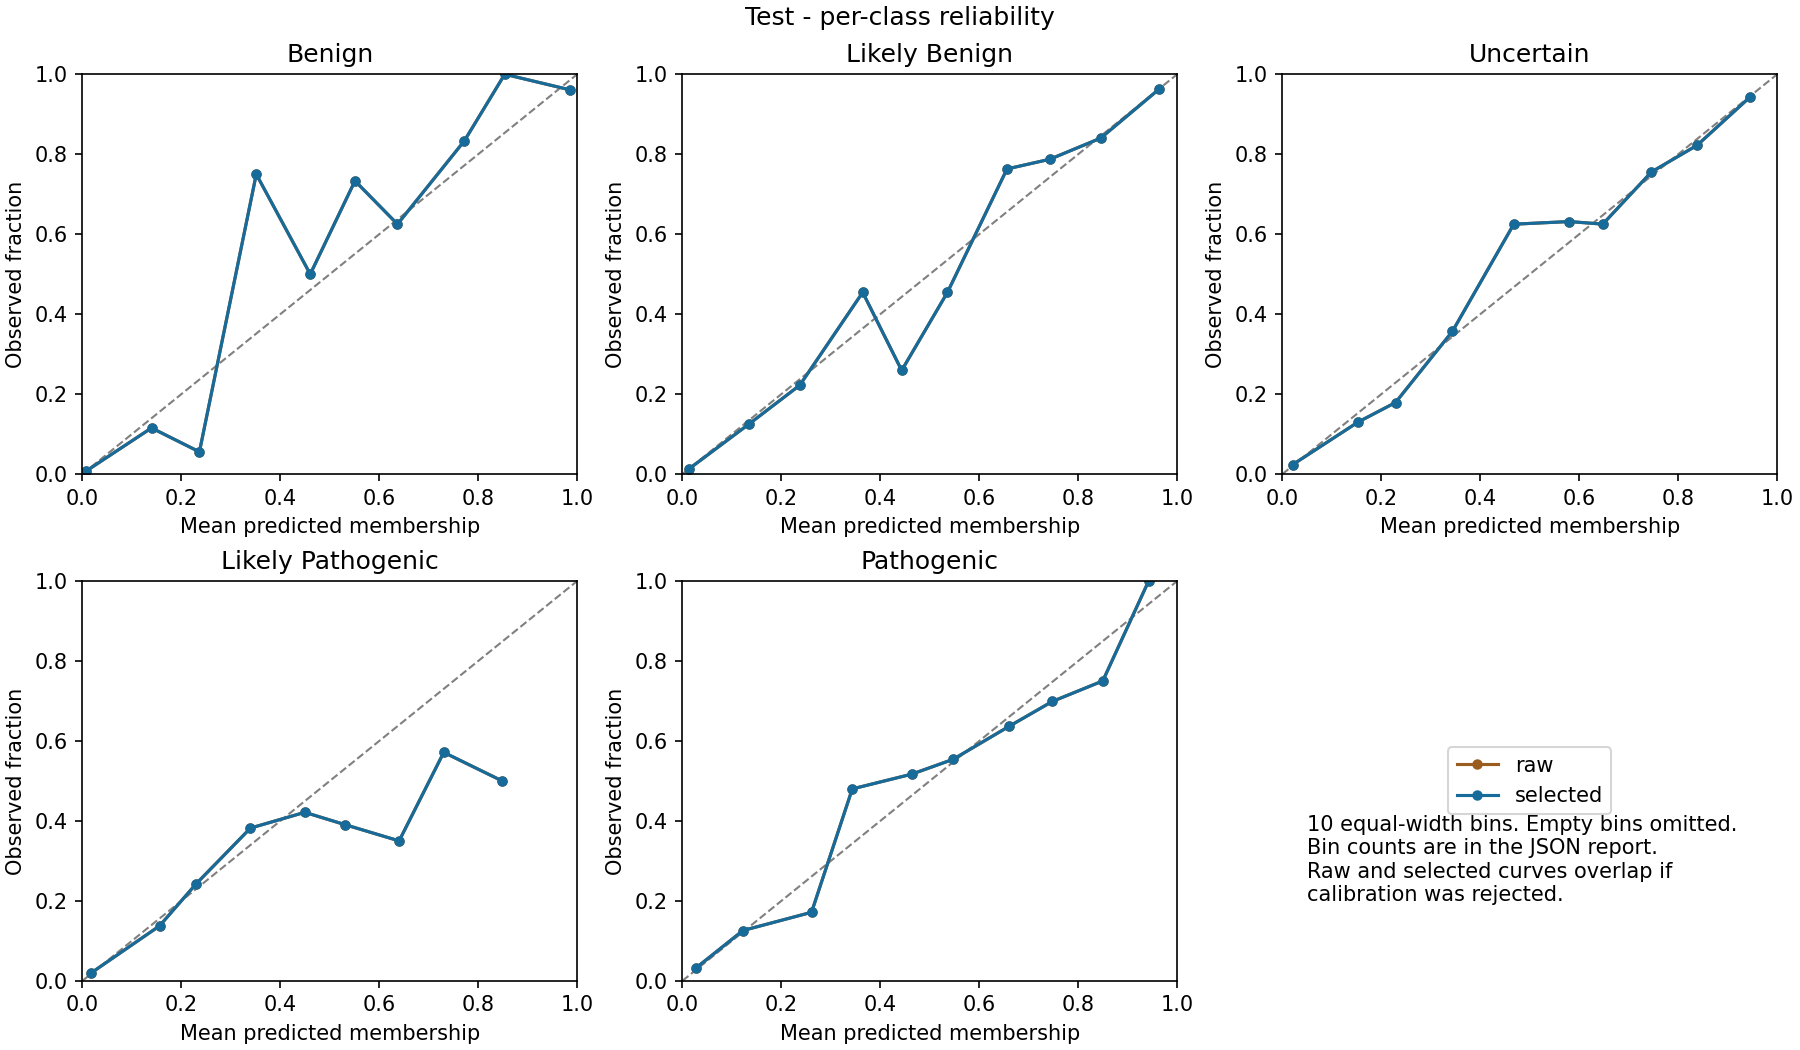 Test - per-class reliability
Benign
1.0
0.8
0.6
0.4
0.2
0.0
Observed fraction
0.0 0.2 0.4 0.6 0.8 1.0
Mean predicted membership
Likely Benign
1.0
0.8
0.6
0.4
0.2
0.0
Observed fraction
0.0 0.2 0.4 0.6 0.8 1.0
Mean predicted membership
Uncertain
1.0
0.8
0.6
0.4
0.2
0.0
Observed fraction
0.0 0.2 0.4 0.6 0.8 1.0
Mean predicted membership
Likely Pathogenic
1.0
0.8
0.6
0.4
0.2
0.0
Observed fraction
0.0 0.2 0.4 0.6 0.8 1.0
Mean predicted membership
Pathogenic
1.0
0.8
0.6
0.4
0.2
0.0
Observed fraction
0.0 0.2 0.4 0.6 0.8 1.0
Mean predicted membership
raw
selected
10 equal-width bins. Empty bins omitted.
Bin counts are in the JSON report.
Raw and selected curves overlap if
calibration was rejected.